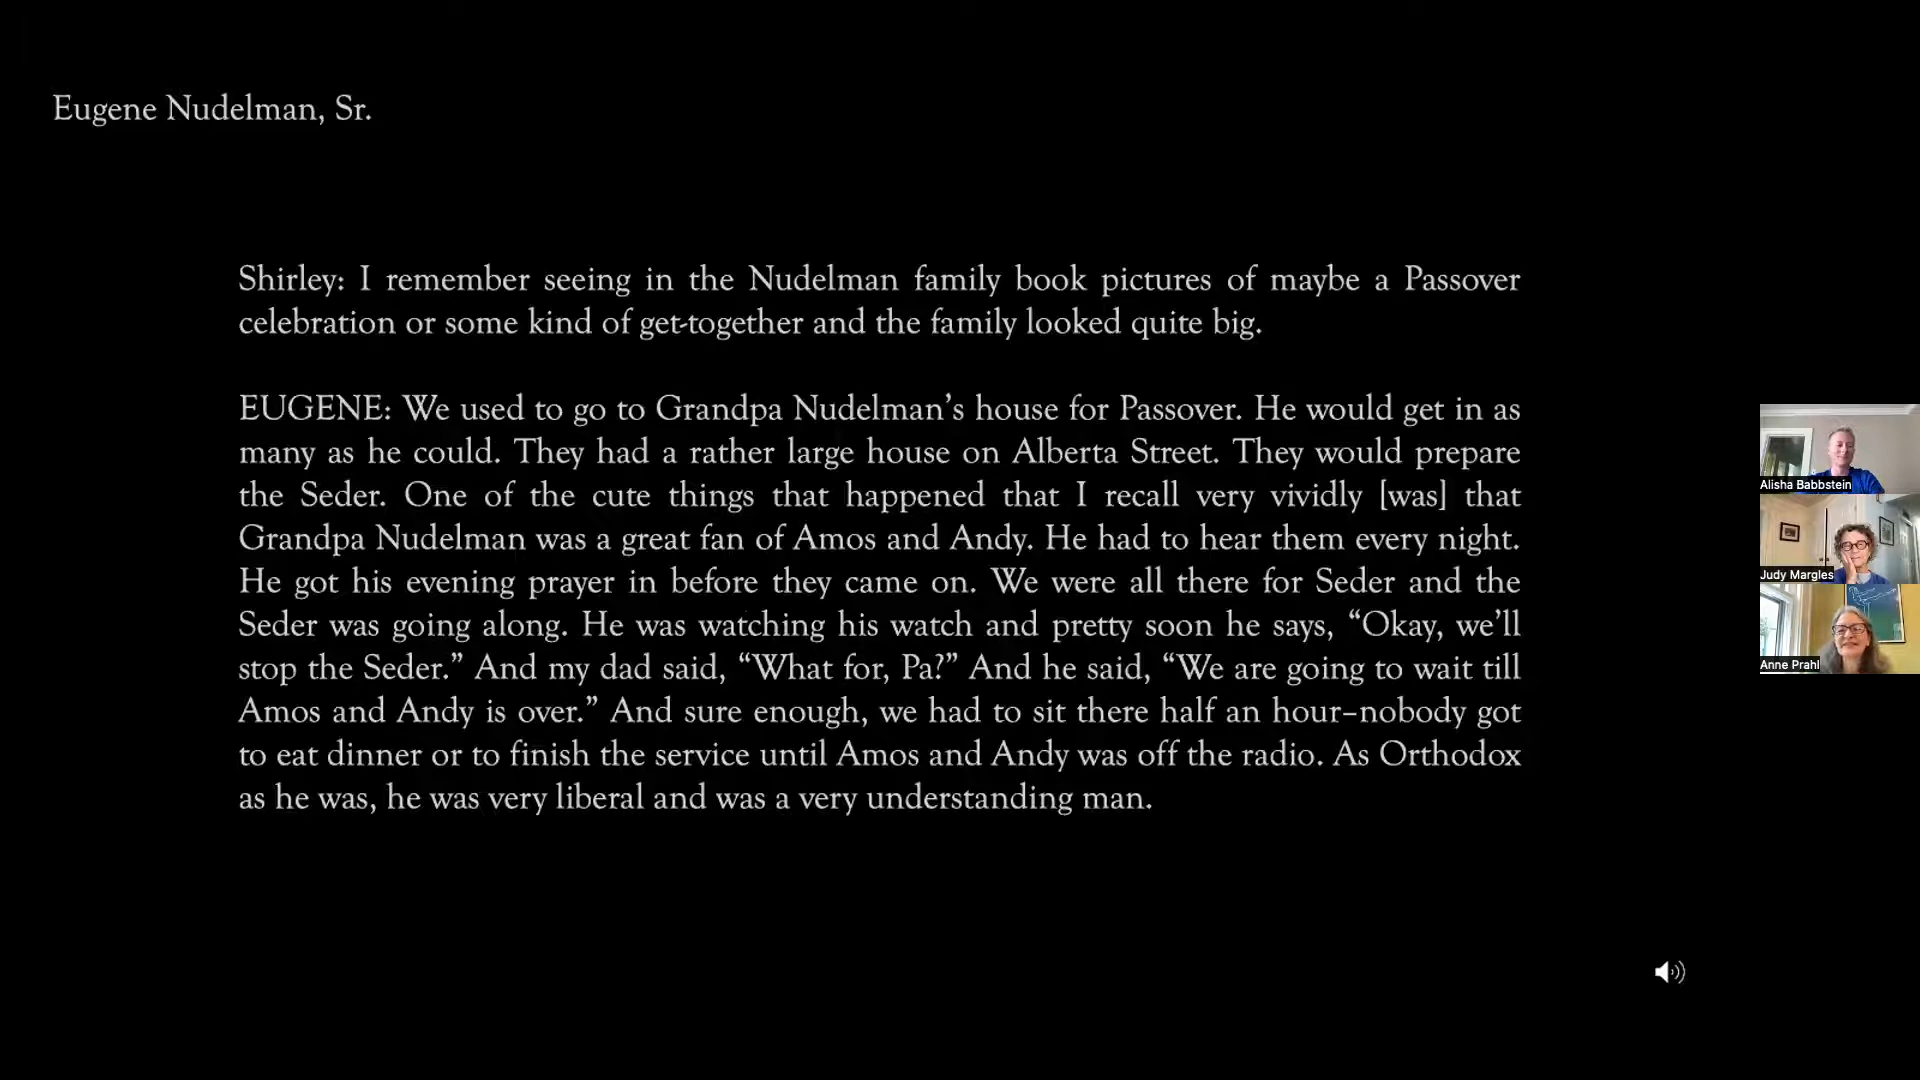 Eugene Nudelman, Sr.
Shirley: I remember seeing in the Nudelman family book pictures of maybe a Passover
celebration or some kind of get-together and the family looked quite big.
EUGENE: We used to go to Grandpa Nudelman’s house for Passover. He would get in as
many as he could. They had a rather large house on Alberta Street. They would prepare
the Seder. One of the cute things that happened that I recall very vividly [was] that
Grandpa Nudelman was a great fan of Amos and Andy. He had to hear them every night.
He got his evening prayer in before they came on. We were all there for Seder and the
Seder was going along. He was watching his watch and pretty soon he says, “Okay, we’ll
stop the Seder.” And my dad said, “What for, Pa?” And he said, “We are going to wait till
Amos and Andy is over.” And sure enough, we had to sit there half an hour–nobody got
to eat dinner or to finish the service until Amos and Andy was off the radio. As Orthodox
as he was, he was very liberal and was a very understanding man.
Alisha Babbstein
Judy Margles
Anne Prahl